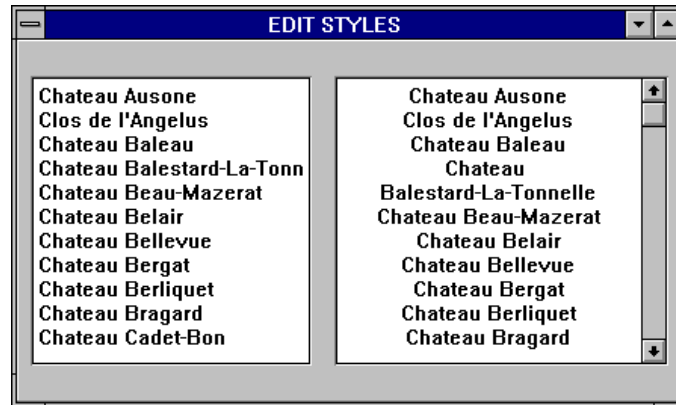 EDIT STYLES
Chateau Ausone
Clos de l'Angelus
Chateau Baleau
Chateau Balestard-La-Tonn
Chateau Beau-Mazerat
Chateau Belair
Chateau Bellevue
Chateau Bergat
Chateau Berliquet
Chateau Bragard
Chateau Cadet-Bon
Chateau Ausone
Clos de l'Angelus
Chateau Baleau
Chateau
Balestard-La-Tonnelle
Chateau Beau-Mazerat
Chateau Belair
Chateau Bellevue
Chateau Bergat
Chateau Berliquet
Chateau Bragard